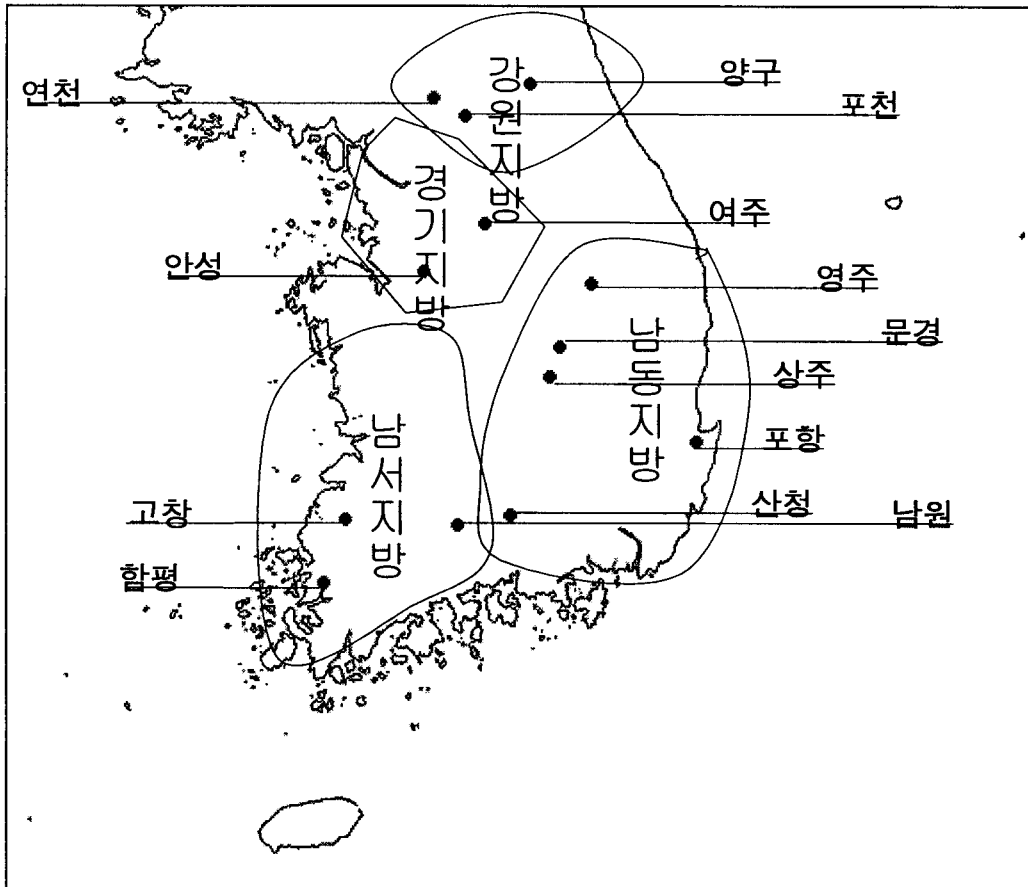 양구
연천
포천
강원지방
경기지방
여주
안성
영주
문경
남동지방
상주
남서지방
포항
고창
산청
남원
함평